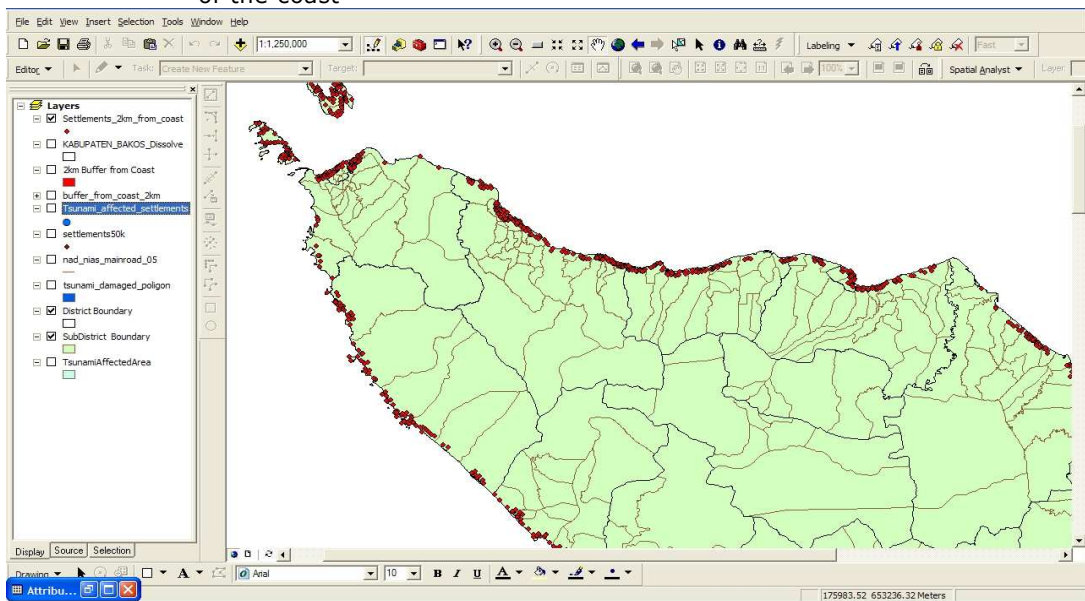 of the coast
File Edit View Insert Selection Tools Window Help
1:1,250,000 Labeling Fast
Editor Task: Create New Feature Target: 100% Spatial Analyst Layer:
Layers
Settlements_2km_from_coast
KABUPATEN_BAKOS_Dissolve
2km Buffer from Coast
buffer_from_coast_2km
Tsunami_affected_settlements
settlements50k
nad_nias_mainroad_05
tsunami_damaged_poligon
District Boundary
SubDistrict Boundary
TsunamiAffectedArea
Display Source Selection
Drawing A Arial 10 B I U A
Attribu...
175983.52 653236.32 Meters